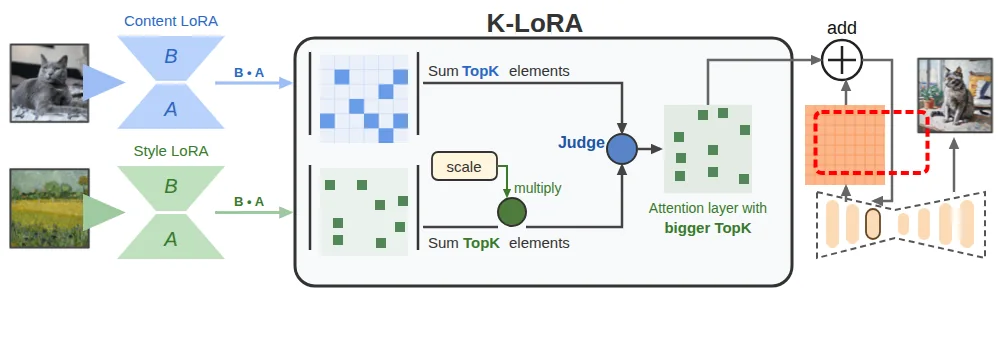 K-LoRA
add
Content LoRA
B
A
B • A
Sum TopK elements
Judge
Style LoRA
B
A
B • A
scale
multiply
Sum TopK elements
Attention layer with
bigger TopK